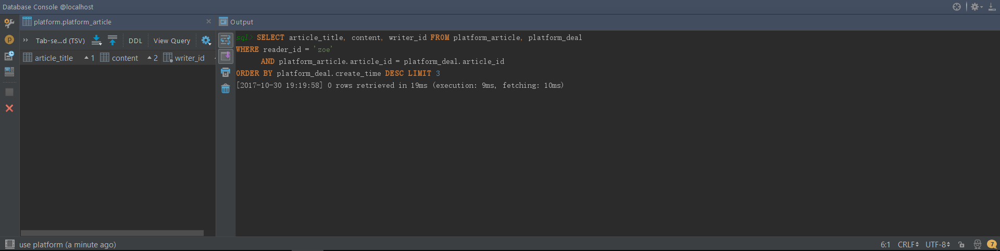 Database Console @localhost
platform.platform_article
Output
Tab-se...d (TSV)
DDL
View Query
article_title 1 content 2 writer_id
sql> SELECT article_title, content, writer_id FROM platform_article, platform_deal
WHERE reader_id = 'zoe'
AND platform_article.article_id = platform_deal.article_id
ORDER BY platform_deal.create_time DESC LIMIT 3
[2017-10-30 19:19:58] 0 rows retrieved in 19ms (execution: 9ms, fetching: 10ms)
use platform (a minute ago)
6:1 CRLF UTF-8 7